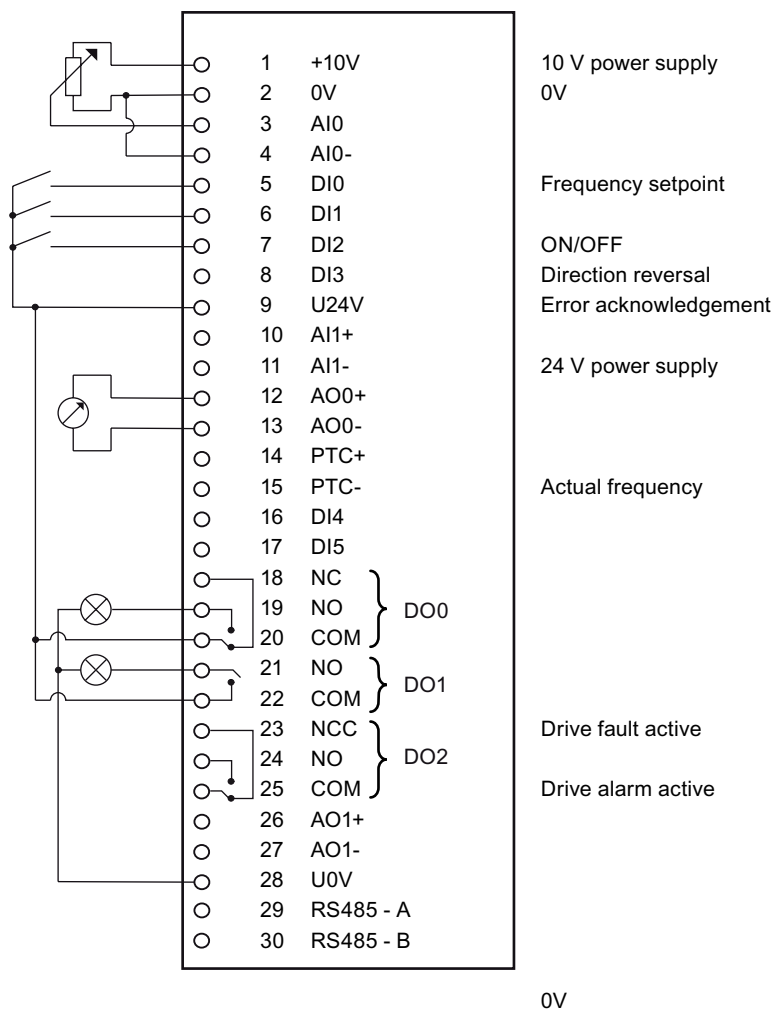 1 +10V 10 V power supply
2 0V 0V
3 AI0
4 AI0-
5 DI0 Frequency setpoint
6 DI1
7 DI2 ON/OFF
8 DI3 Direction reversal
9 U24V Error acknowledgement
10 AI1+
11 AI1- 24 V power supply
12 AO0+
13 AO0-
14 PTC+
15 PTC- Actual frequency
16 DI4
17 DI5
18 NC
19 NO DO0
20 COM
21 NO
DO1
22 COM
23 NCC Drive fault active
24 NO DO2
25 COM Drive alarm active
26 AO1+
27 AO1-
28 U0V
29 RS485 - A
30 RS485 - B
0V